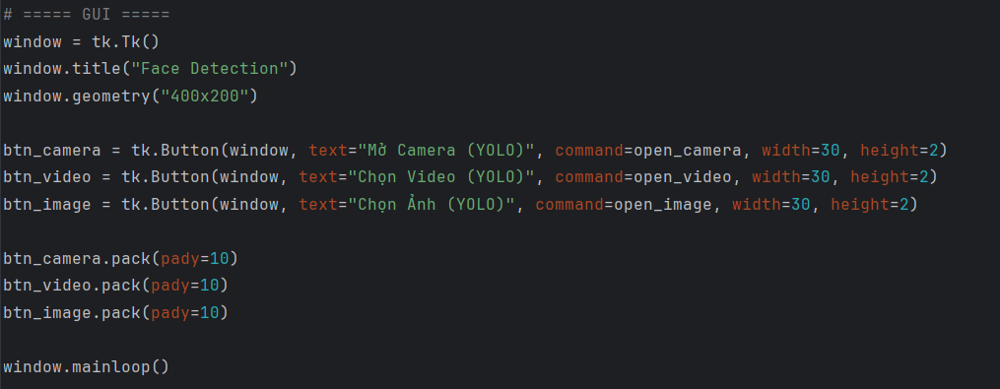 # ===== GUI =====
window = tk.Tk()
window.title("Face Detection")
window.geometry("400x200")
btn_camera = tk.Button(window, text="Mở Camera (YOLO)", command=open_camera, width=30, height=2)
btn_video = tk.Button(window, text="Chọn Video (YOLO)", command=open_video, width=30, height=2)
btn_image = tk.Button(window, text="Chọn Ảnh (YOLO)", command=open_image, width=30, height=2)
btn_camera.pack(pady=10)
btn_video.pack(pady=10)
btn_image.pack(pady=10)
window.mainloop()